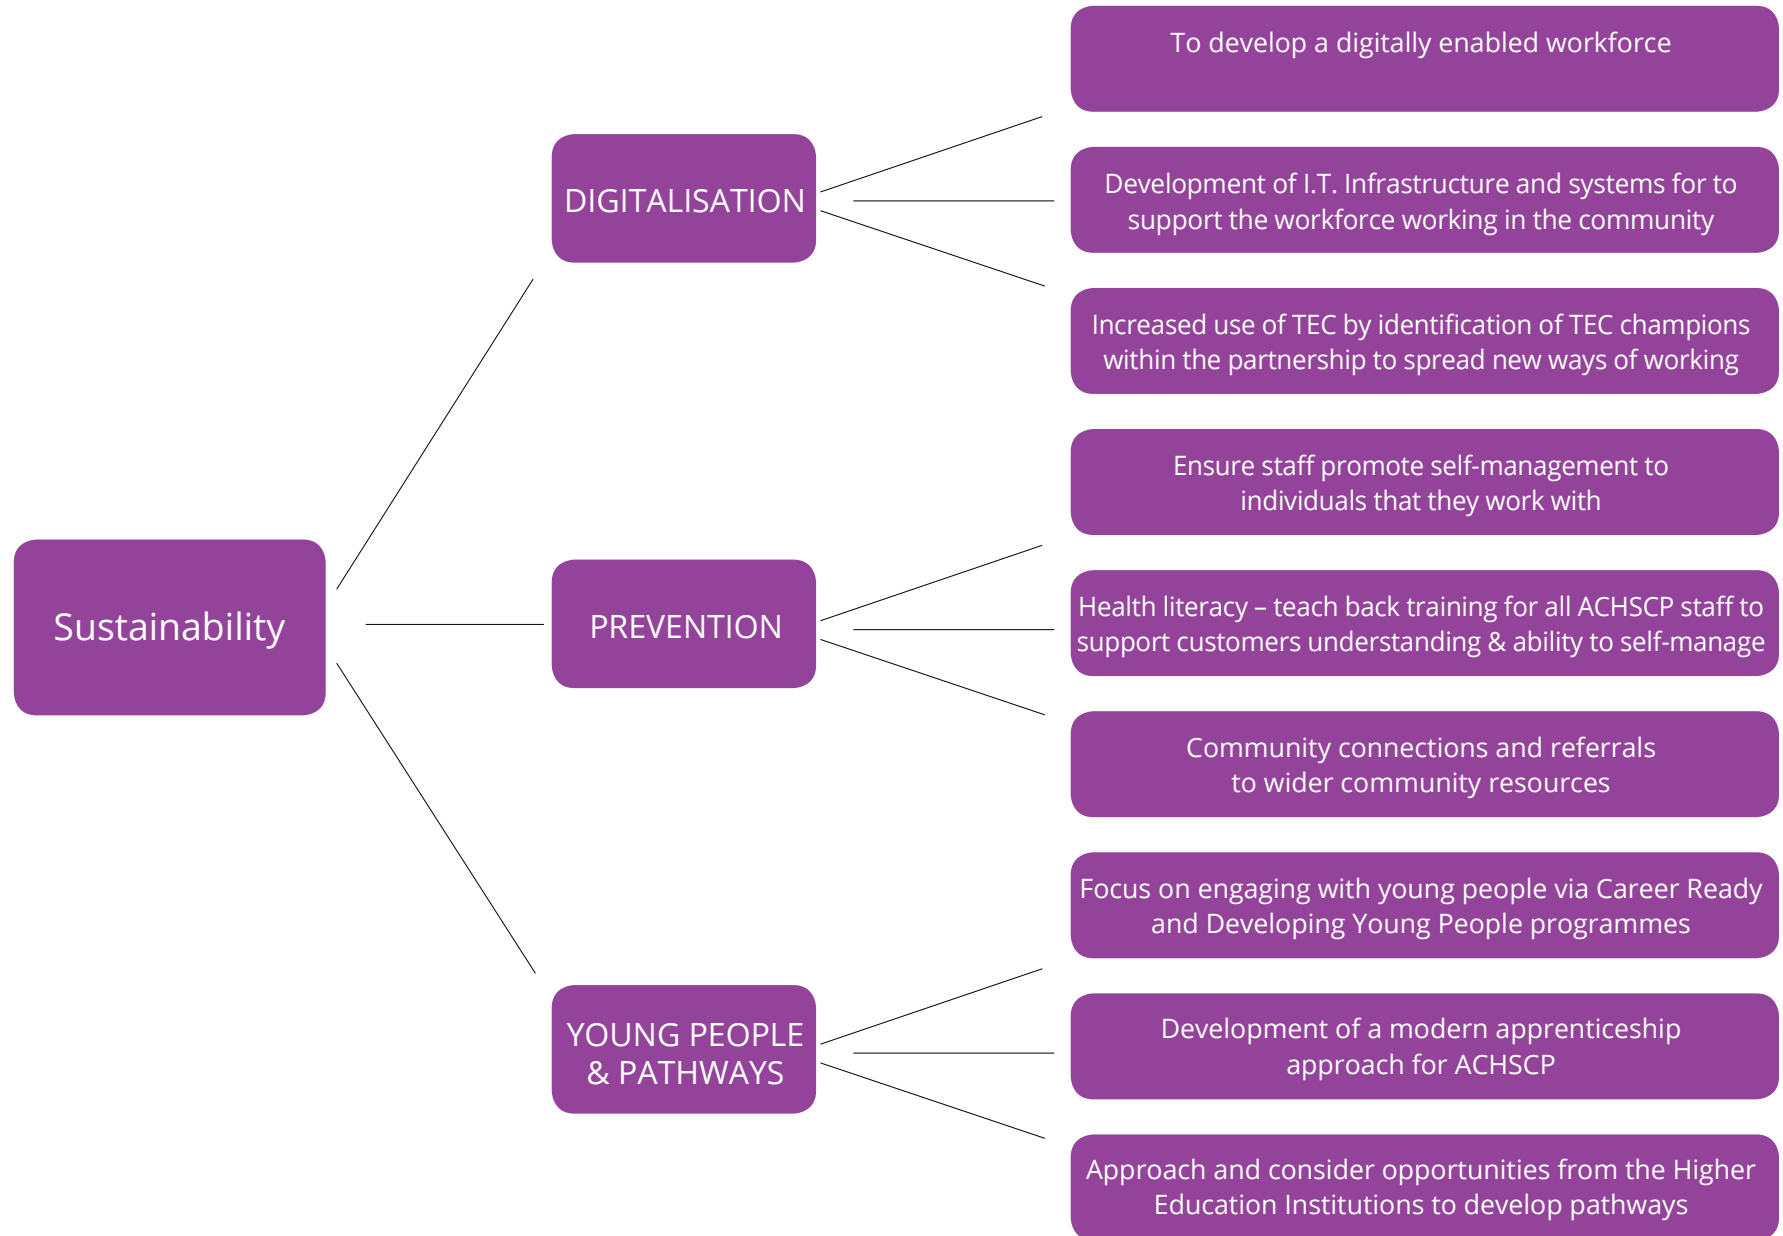 Sustainability
DIGITALISATION
To develop a digitally enabled workforce
Development of I.T. Infrastructure and systems for to
support the workforce working in the community
Increased use of TEC by identification of TEC champions
within the partnership to spread new ways of working
PREVENTION
Ensure staff promote self-management to
individuals that they work with
Health literacy – teach back training for all ACHSCP staff to
support customers understanding & ability to self-manage
Community connections and referrals
to wider community resources
YOUNG PEOPLE
& PATHWAYS
Focus on engaging with young people via Career Ready
and Developing Young People programmes
Development of a modern apprenticeship
approach for ACHSCP
Approach and consider opportunities from the Higher
Education Institutions to develop pathways